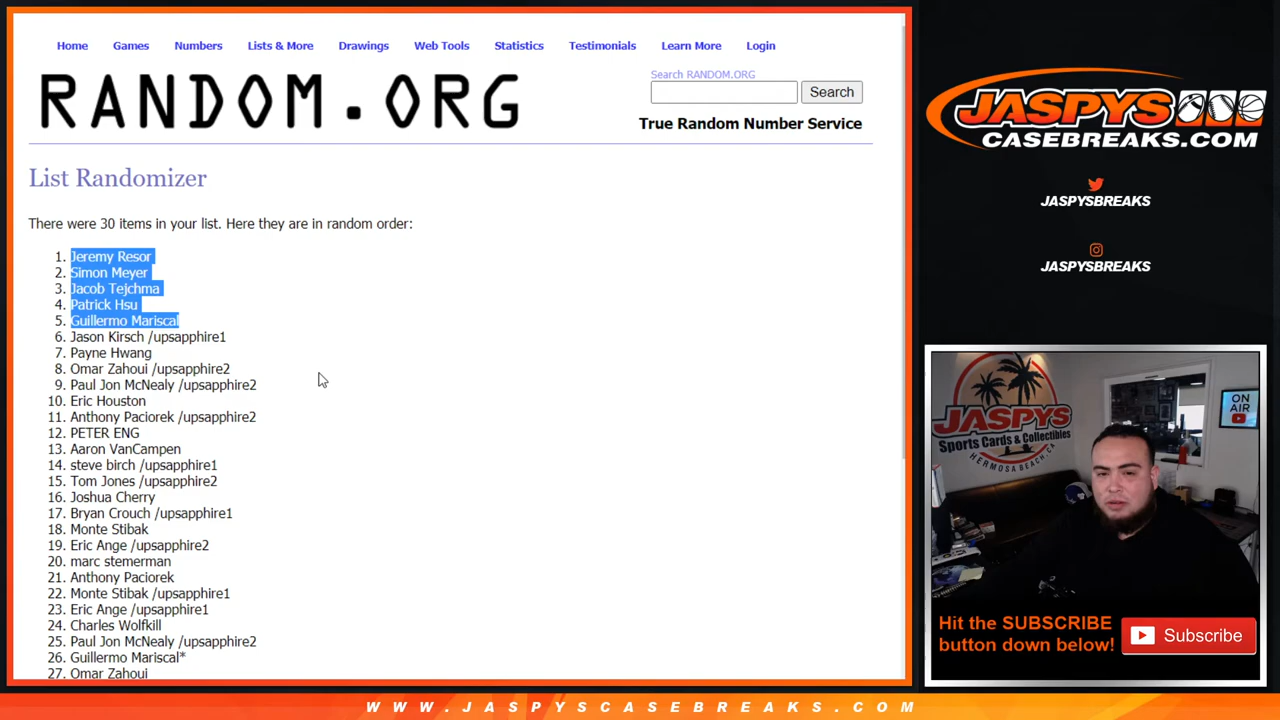 Home Games Numbers Lists & More Drawings Web Tools Statistics Testimonials Learn More Login
RANDOM.ORG
Search RANDOM.ORG
Search
True Random Number Service
List Randomizer
There were 30 items in your list. Here they are in random order:
1. Jeremy Resor
2. Simon Meyer
3. Jacob Tejchma
4. Patrick Hsu
5. Guillermo Mariscal
6. Jason Kirsch /upsapphire1
7. Payne Hwang
8. Omar Zahoui /upsapphire2
9. Paul Jon McNealy /upsapphire2
10. Eric Houston
11. Anthony Paciorek /upsapphire2
12. PETER ENG
13. Aaron VanCampen
14. steve birch /upsapphire1
15. Tom Jones /upsapphire2
16. Joshua Cherry
17. Bryan Crouch /upsapphire1
18. Monte Stibak
19. Eric Ange /upsapphire2
20. marc stemerman
21. Anthony Paciorek
22. Monte Stibak /upsapphire1
23. Eric Ange /upsapphire1
24. Charles Wolfkill
25. Paul Jon McNealy /upsapphire2
26. Guillermo Mariscal*
27. Omar Zahoui
JASPYS
CASEBREAKS.COM
JASPYSBREAKS
JASPYSBREAKS
JASPYS
Sports Cards & Collectibles
HERMOSA BEACH, CA
ON
AIR
Hit the SUBSCRIBE
button down below!
Subscribe
WWW.JASPYSCASEBREAKS.COM